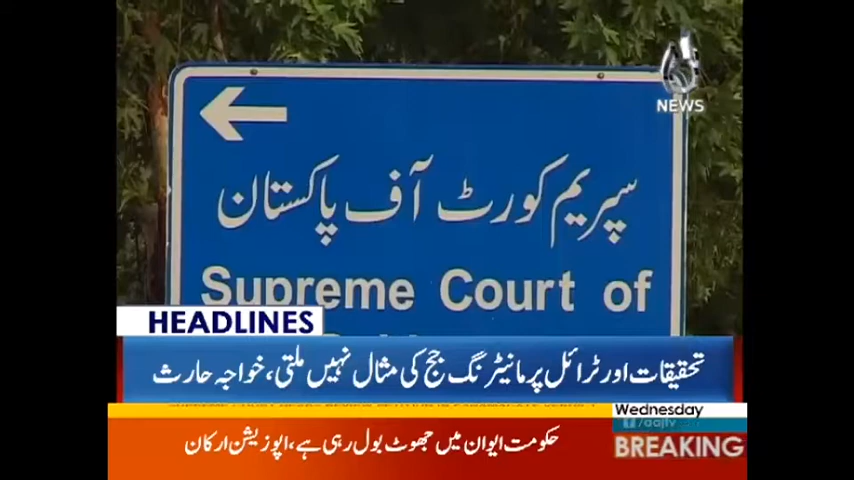 NEWS
سپریم کورٹ آف پاکستان
Supreme Court of
HEADLINES
تحقیقات اور ٹرائل پر مانیٹرنگ جج کی مثال نہیں ملتی، خواجہ حارث
Wednesday
f/aajtv
حکومت ایوان میں جھوٹ بول رہی ہے، اپوزیشن ارکان
BREAKING